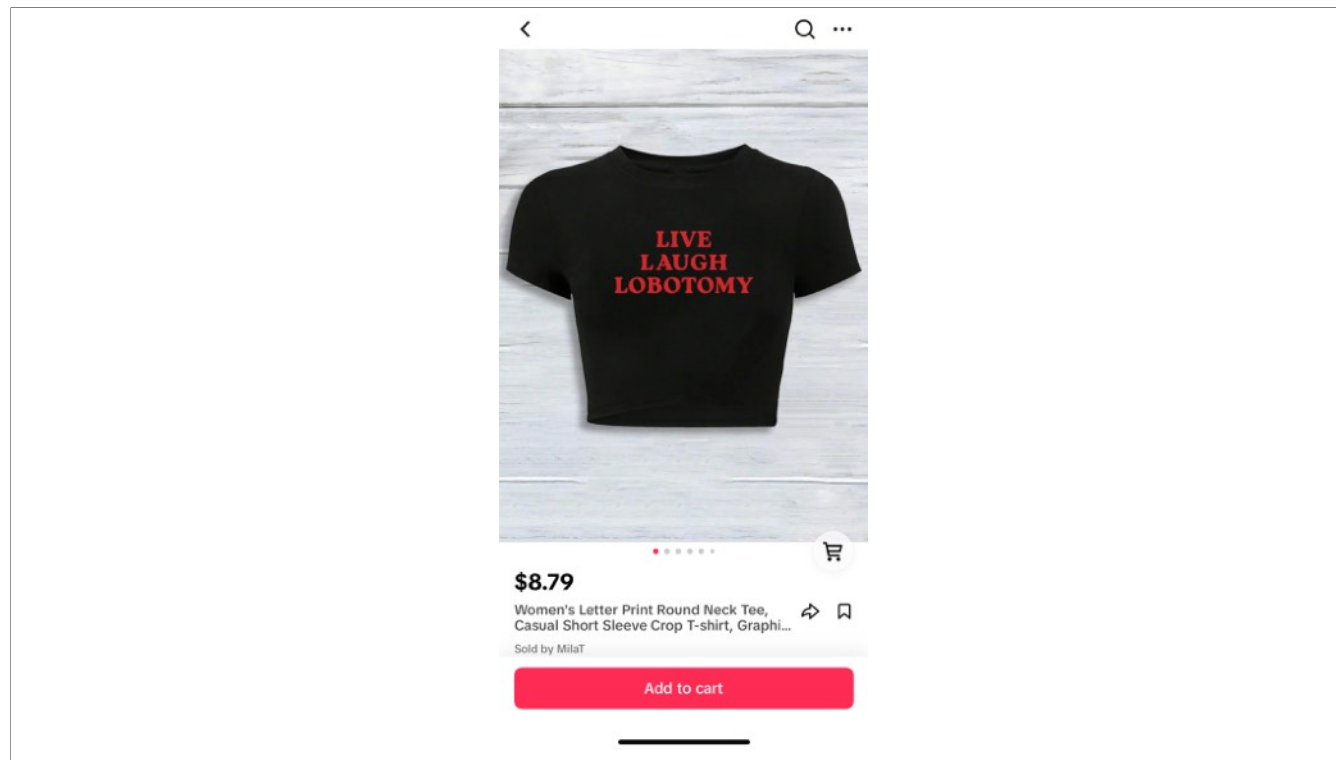 LIVE
LAUGH
LOBOTOMY
$8.79
Women's Letter Print Round Neck Tee,
Casual Short Sleeve Crop T-shirt, Graphi...
Sold by MilaT
Add to cart